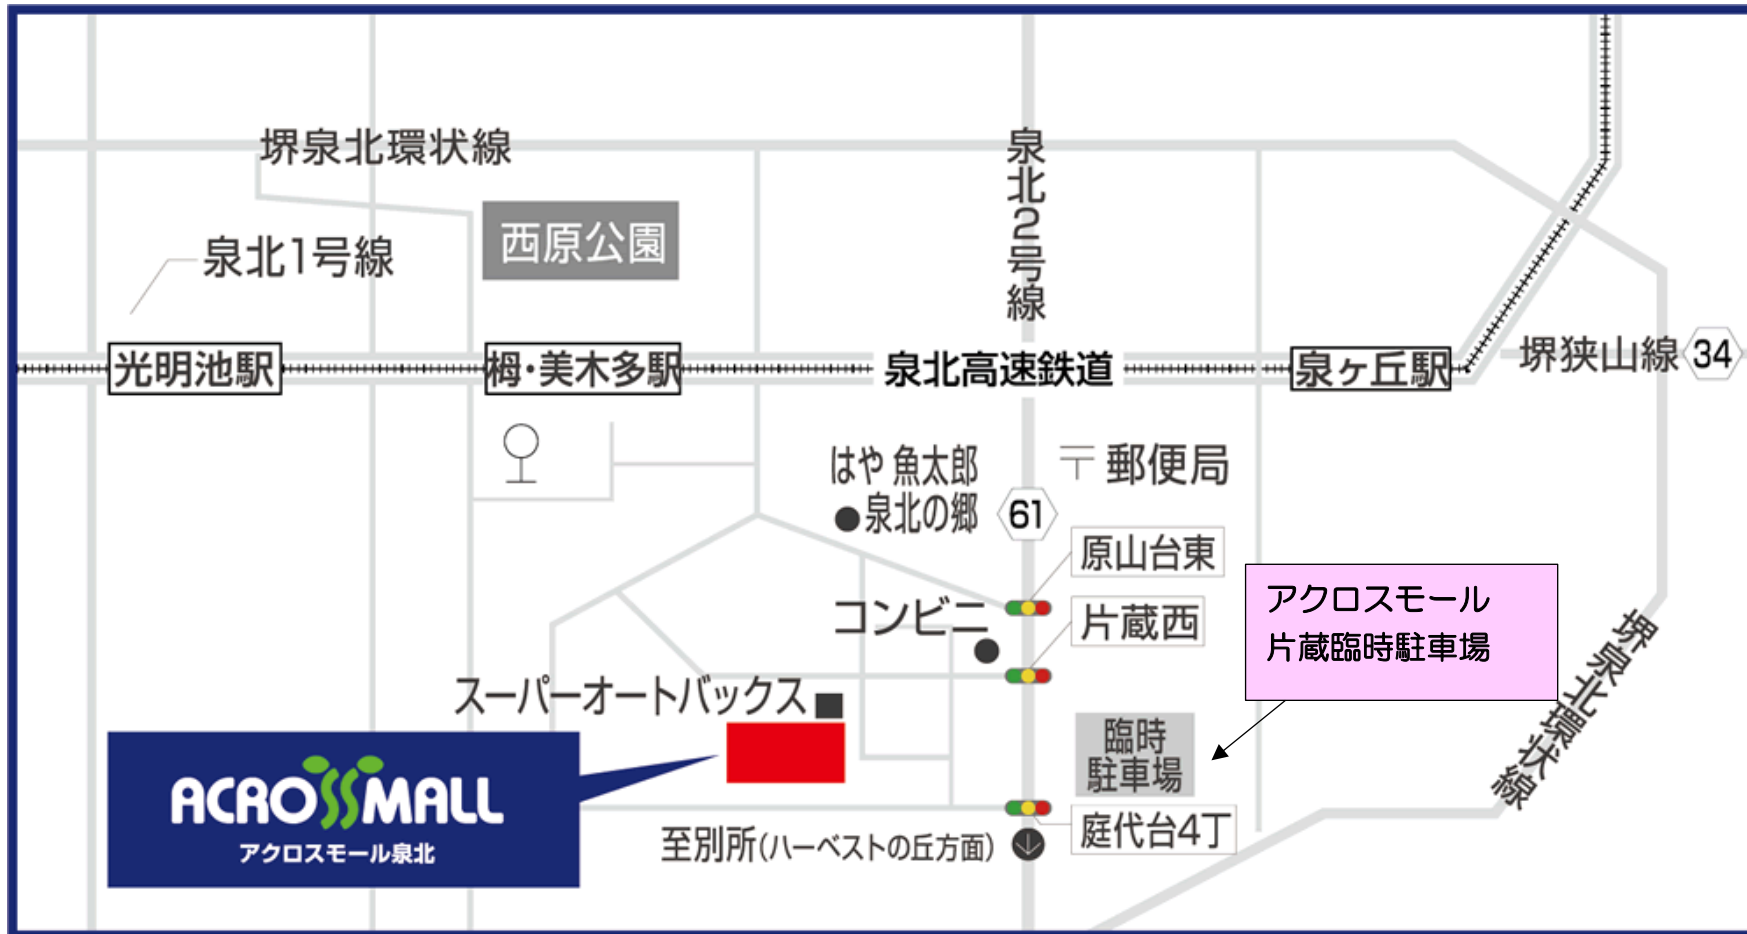 堺泉北環状線
泉北2号線
西原公園
泉北1号線
光明池駅
栂・美木多駅
泉北高速鉄道
泉ヶ丘駅
堺狭山線
34
はや 魚太郎
泉北の郷
61
〒郵便局
原山台東
コンビニ
片蔵西
アクロスモール
片蔵臨時駐車場
堺泉北環状線
スーパーオートバックス
臨時
駐車場
ACROSSMALL
アクロスモール泉北
至別所(ハーベストの丘方面)
庭代台4丁